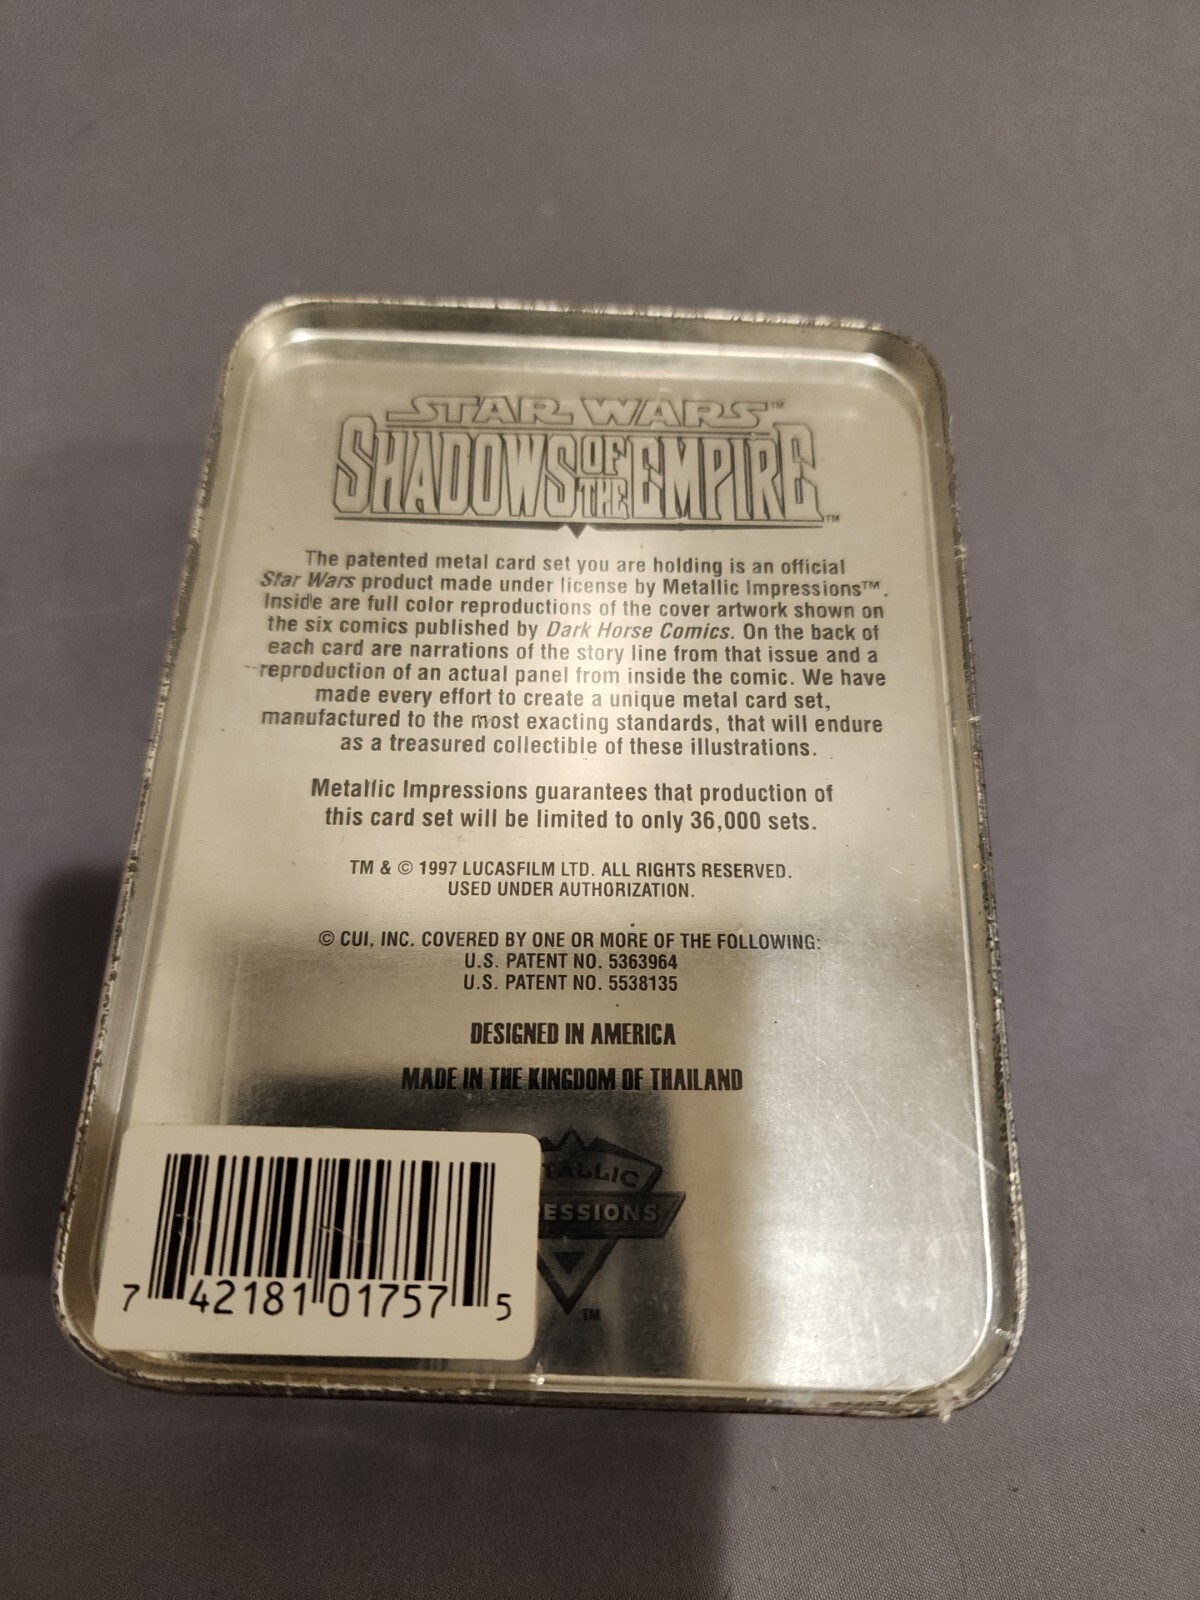 STAR WARS™
SHADOWS OF THE EMPIRE™
The patented metal card set you are holding is an official
Star Wars product made under license by Metallic Impressions™.
Inside are full color reproductions of the cover artwork shown on
the six comics published by Dark Horse Comics. On the back of
each card are narrations of the story line from that issue and a
reproduction of an actual panel from inside the comic. We have
made every effort to create a unique metal card set,
manufactured to the most exacting standards, that will endure
as a treasured collectible of these illustrations.
Metallic Impressions guarantees that production of
this card set will be limited to only 36,000 sets.
TM & © 1997 LUCASFILM LTD. ALL RIGHTS RESERVED.
USED UNDER AUTHORIZATION.
© CUI, INC. COVERED BY ONE OR MORE OF THE FOLLOWING:
U.S. PATENT NO. 5363964
U.S. PATENT NO. 5538135
DESIGNED IN AMERICA
MADE IN THE KINGDOM OF THAILAND
TALLIC
ESSIONS
TM
7 42181 01757 5